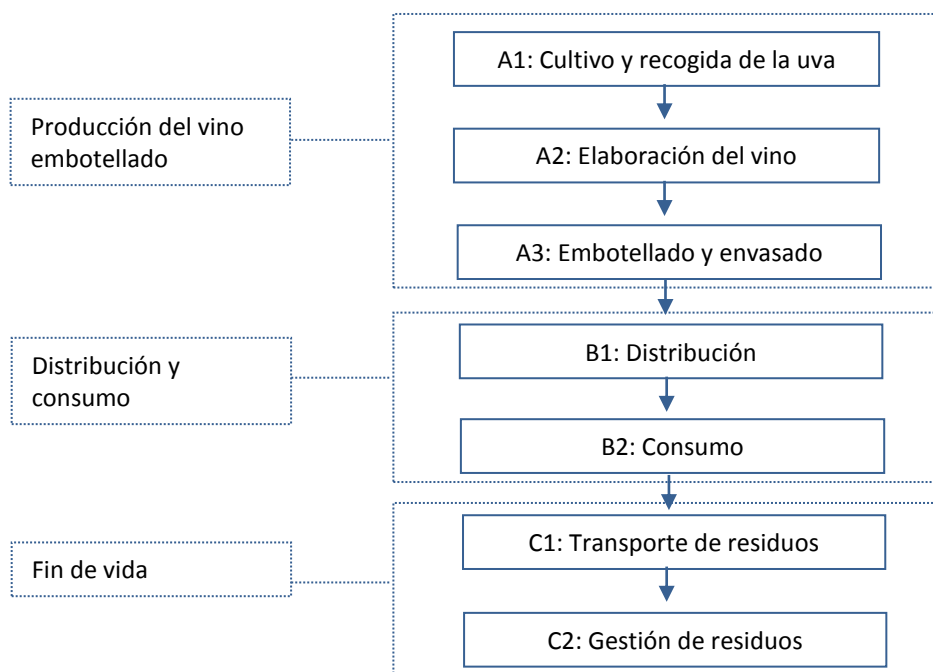 A1: Cultivo y recogida de la uva
Producción del vino
embotellado
A2: Elaboración del vino
A3: Embotellado y envasado
Distribución y
consumo
B1: Distribución
B2: Consumo
Fin de vida
C1: Transporte de residuos
C2: Gestión de residuos